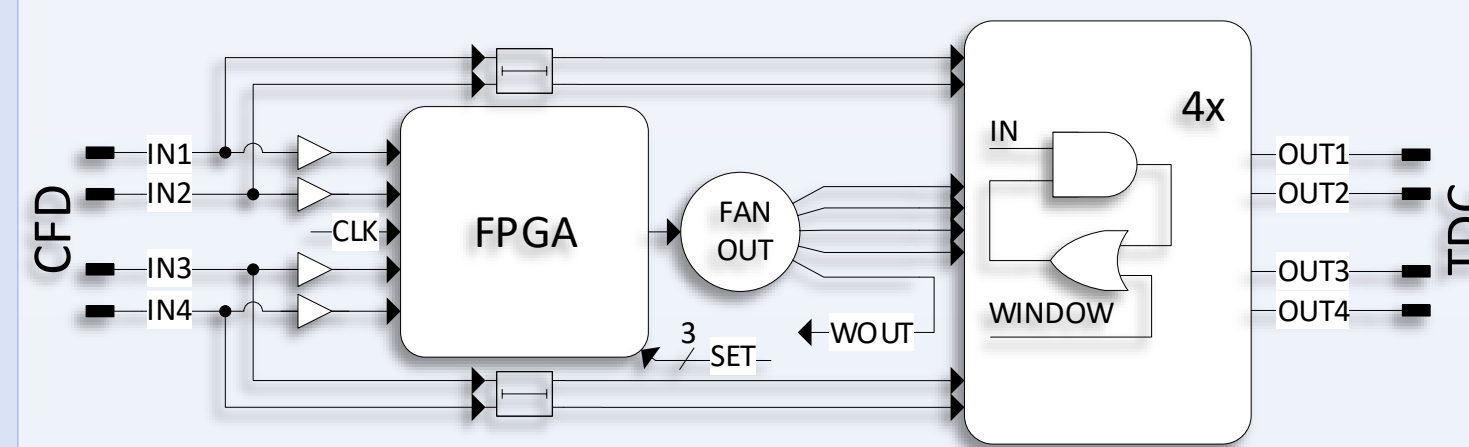 4x
IN
IN1
OUT1
CFD
IN2
FAN
OUT
OUT2
TDC
CLK
FPGA
IN3
OUT3
IN4
WINDOW
OUT4
3
WOUT
SET